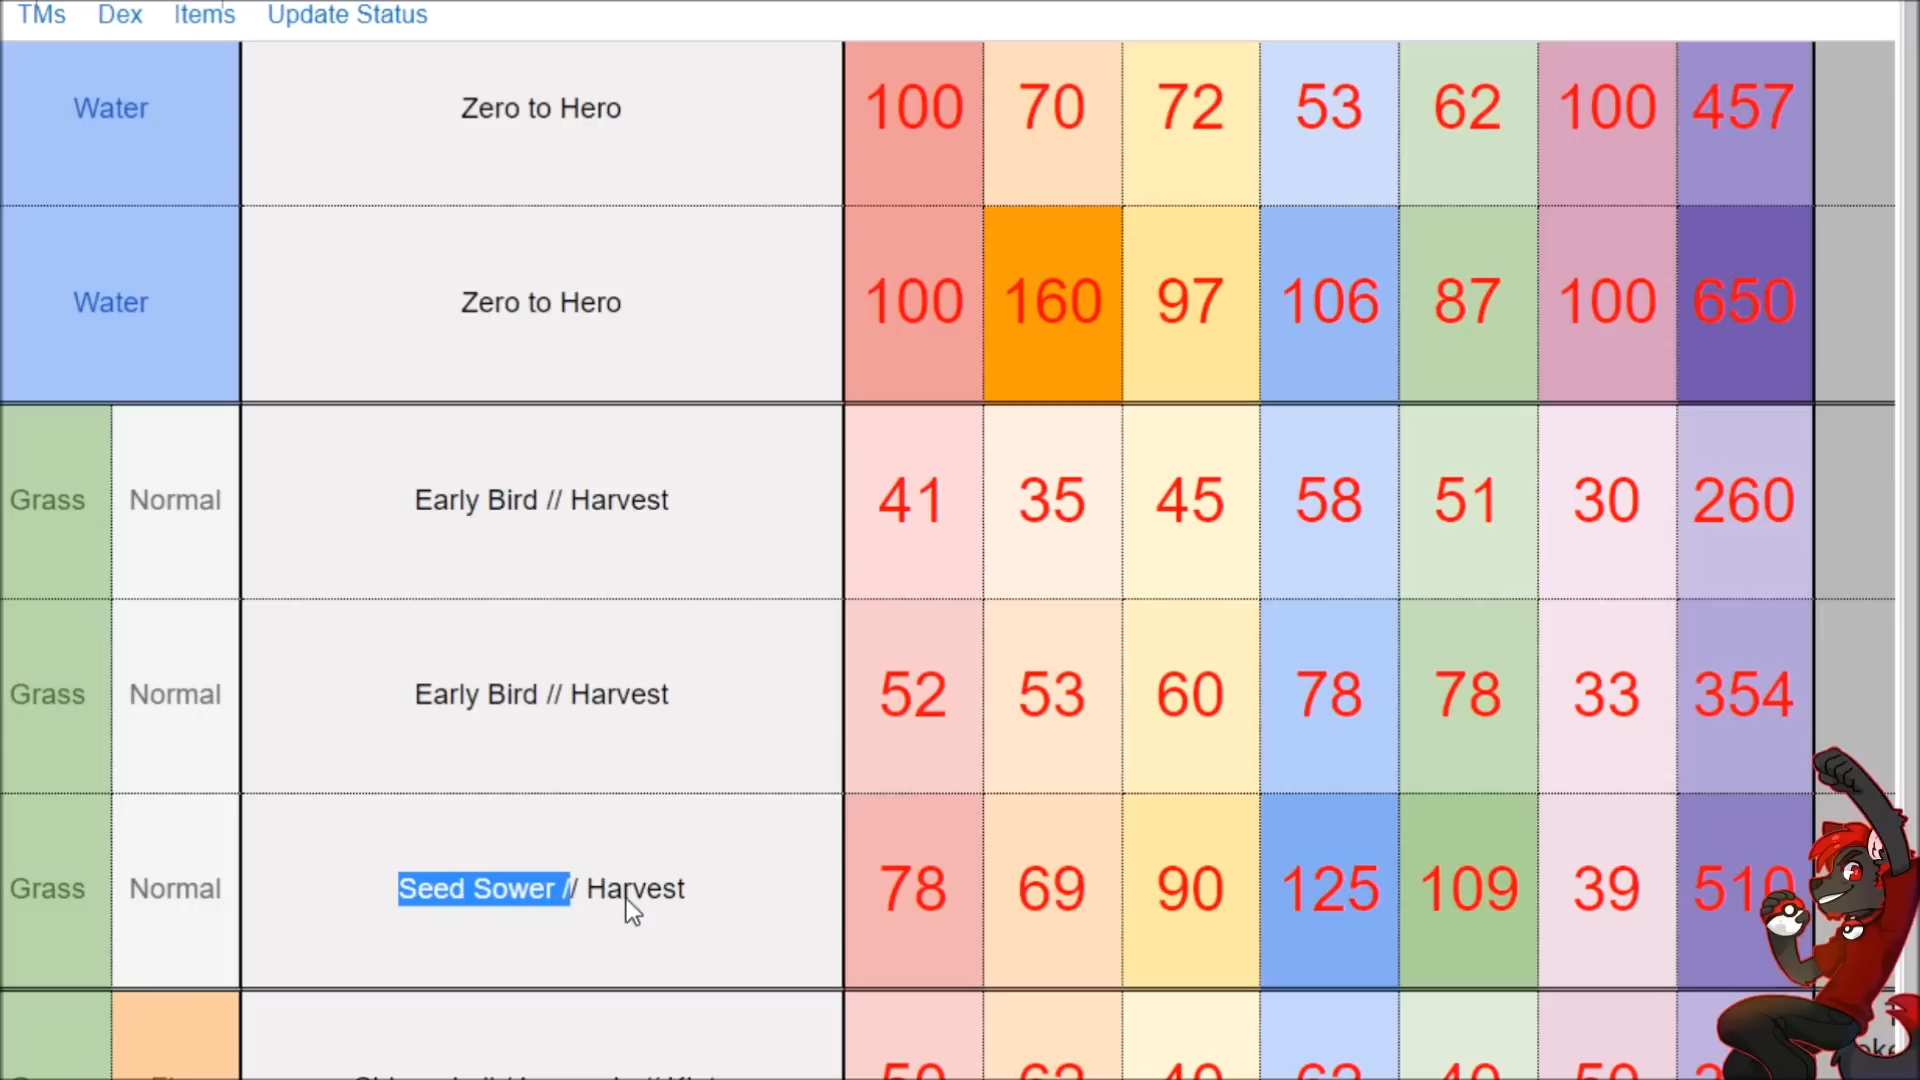 TMs Dex Items Update Status
Water Zero to Hero 100 70 72 53 62 100 457
Water Zero to Hero 100 160 97 106 87 100 650
Grass Normal Early Bird // Harvest 41 35 45 58 51 30 260
Grass Normal Early Bird // Harvest 52 53 60 78 78 33 354
Grass Normal Seed Sower // Harvest 78 69 90 125 109 39 510